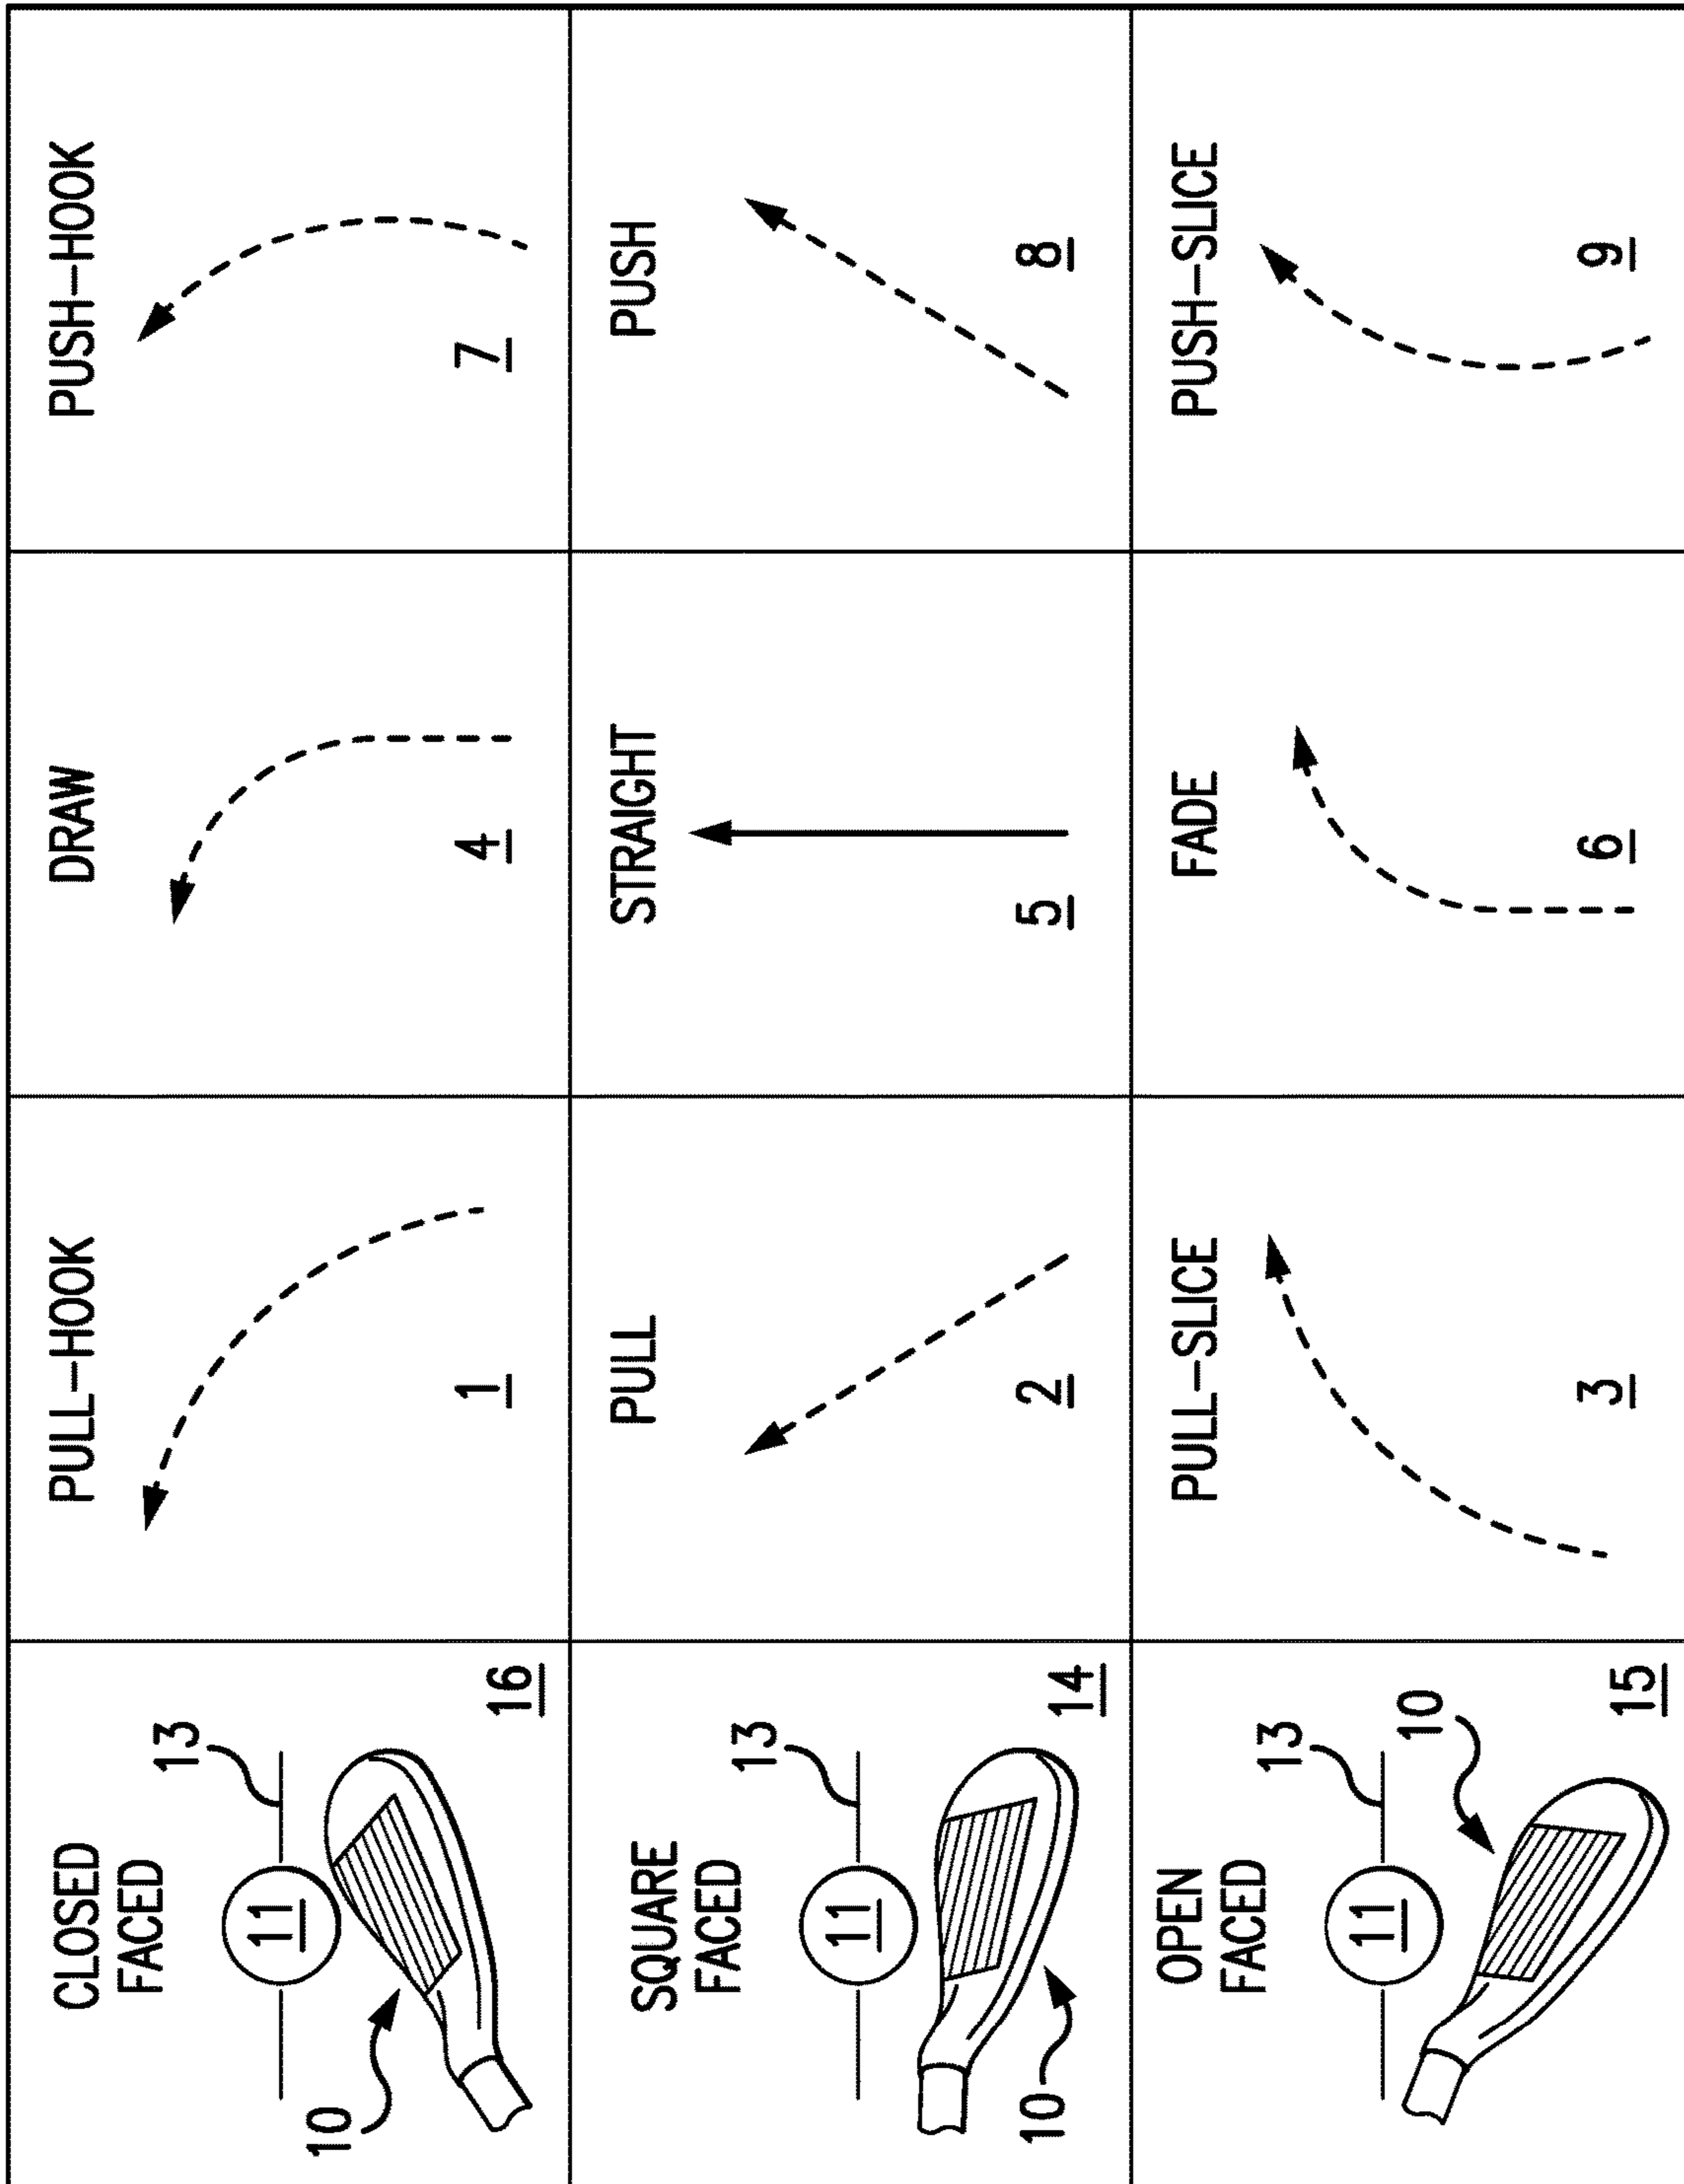 CLOSED
FACED
13
11
10
16
PULL-HOOK
1
DRAW
4
PUSH-HOOK
7
SQUARE
FACED
13
11
10
14
PULL
2
STRAIGHT
5
PUSH
8
OPEN
FACED
13
11
10
15
PULL-SLICE
3
FADE
6
PUSH-SLICE
9